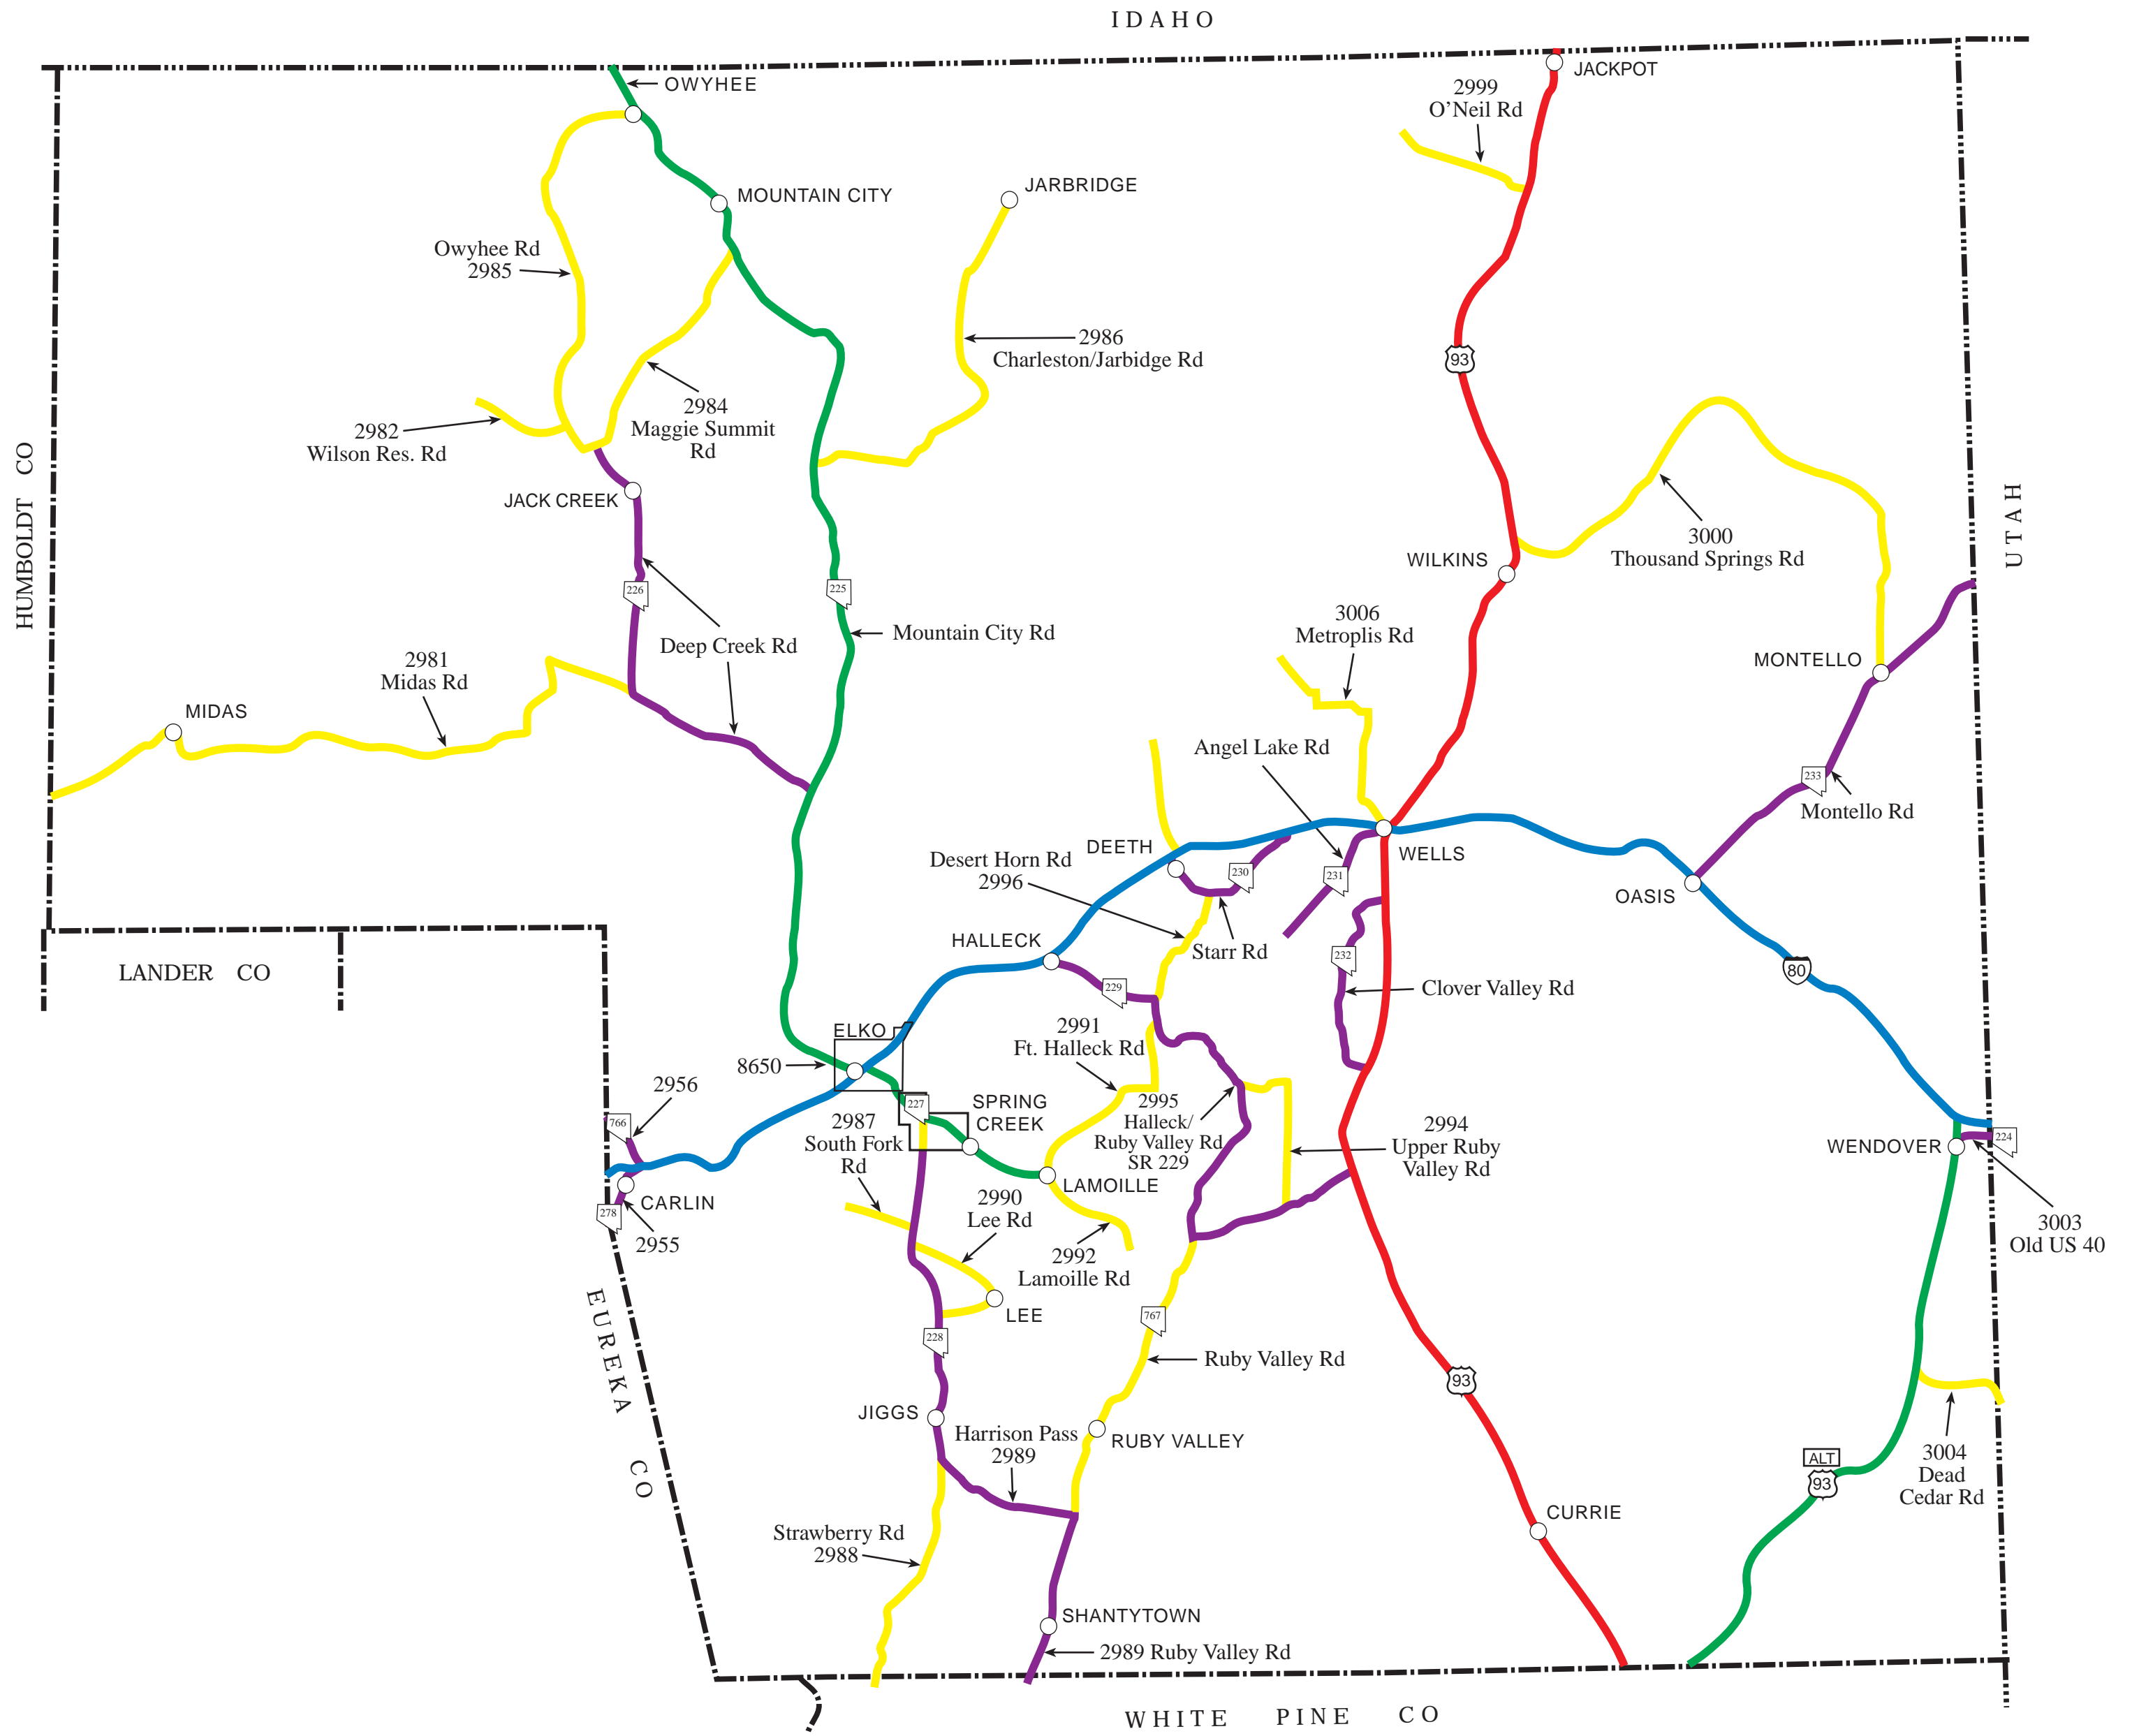 IDAHO
OWYHEE
JACKPOT
2999
O’Neil Rd
MOUNTAIN CITY
JARBRIDGE
Owyhee Rd
2985
2986
Charleston/Jarbidge Rd
93
2984
Maggie Summit
Rd
2982
Wilson Res. Rd
HUMBOLDT CO
JACK CREEK
UTAH
3000
Thousand Springs Rd
WILKINS
226
225
3006
Metroplis Rd
Mountain City Rd
Deep Creek Rd
2981
Midas Rd
MONTELLO
MIDAS
Angel Lake Rd
233
Montello Rd
DEETH
WELLS
Desert Horn Rd
2996
230
231
OASIS
HALLECK
Starr Rd
232
LANDER CO
80
229
Clover Valley Rd
ELKO
2991
Ft. Halleck Rd
8650
2956
227
SPRING
CREEK
2995
Halleck/
Ruby Valley Rd
SR 229
766
2987
South Fork
Rd
2994
Upper Ruby
Valley Rd
WENDOVER
224
LAMOILLE
CARLIN
278
2955
2990
Lee Rd
2992
Lamoille Rd
3003
Old US 40
LEE
767
228
EUREKA CO
Ruby Valley Rd
93
JIGGS
Harrison Pass
2989
RUBY VALLEY
ALT
93
3004
Dead
Cedar Rd
CURRIE
Strawberry Rd
2988
SHANTYTOWN
2989 Ruby Valley Rd
WHITE PINE CO